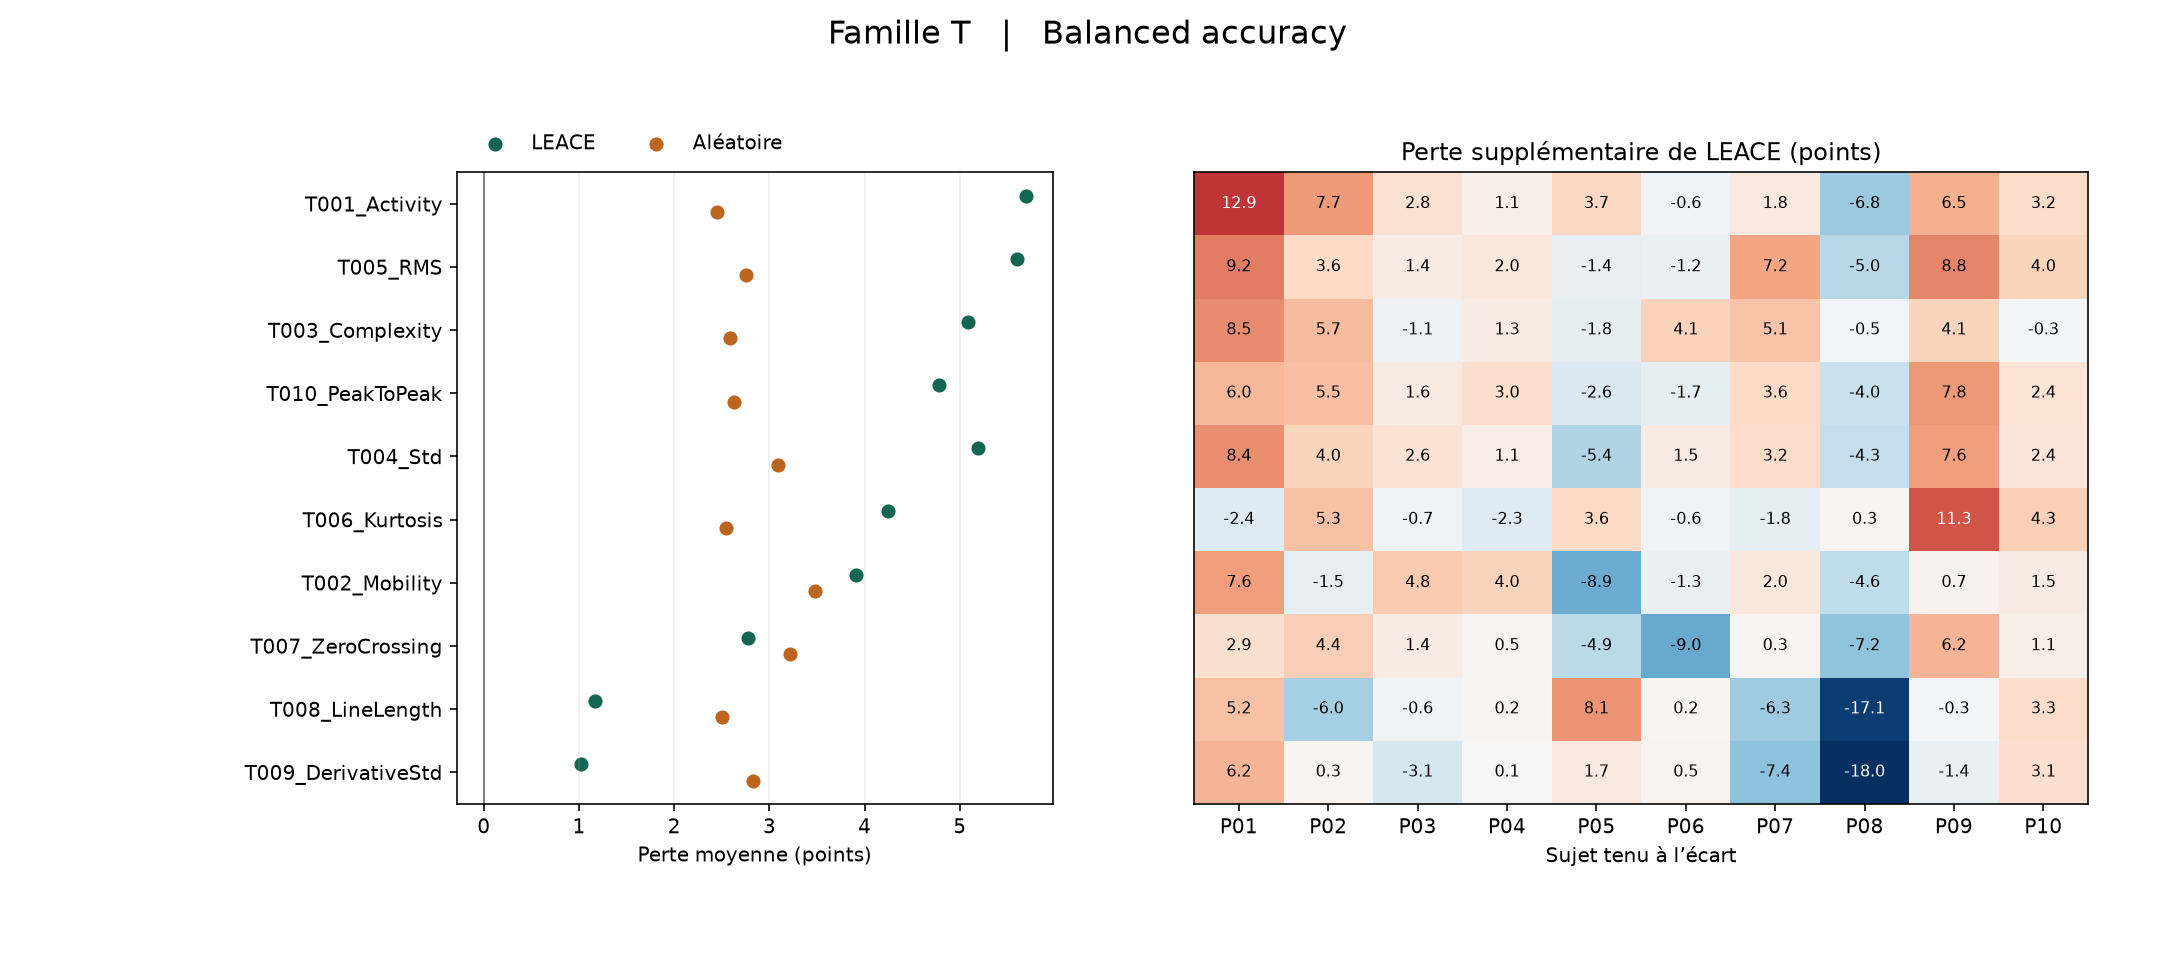 Famille T | Balanced accuracy
LEACE Aléatoire
T001_Activity
T005_RMS
T003_Complexity
T010_PeakToPeak
T004_Std
T006_Kurtosis
T002_Mobility
T007_ZeroCrossing
T008_LineLength
T009_DerivativeStd
0 1 2 3 4 5
Perte moyenne (points)
Perte supplémentaire de LEACE (points)
12.9 7.7 2.8 1.1 3.7 -0.6 1.8 -6.8 6.5 3.2
9.2 3.6 1.4 2.0 -1.4 -1.2 7.2 -5.0 8.8 4.0
8.5 5.7 -1.1 1.3 -1.8 4.1 5.1 -0.5 4.1 -0.3
6.0 5.5 1.6 3.0 -2.6 -1.7 3.6 -4.0 7.8 2.4
8.4 4.0 2.6 1.1 -5.4 1.5 3.2 -4.3 7.6 2.4
-2.4 5.3 -0.7 -2.3 3.6 -0.6 -1.8 0.3 11.3 4.3
7.6 -1.5 4.8 4.0 -8.9 -1.3 2.0 -4.6 0.7 1.5
2.9 4.4 1.4 0.5 -4.9 -9.0 0.3 -7.2 6.2 1.1
5.2 -6.0 -0.6 0.2 8.1 0.2 -6.3 -17.1 -0.3 3.3
6.2 0.3 -3.1 0.1 1.7 0.5 -7.4 -18.0 -1.4 3.1
P01 P02 P03 P04 P05 P06 P07 P08 P09 P10
Sujet tenu à l’écart